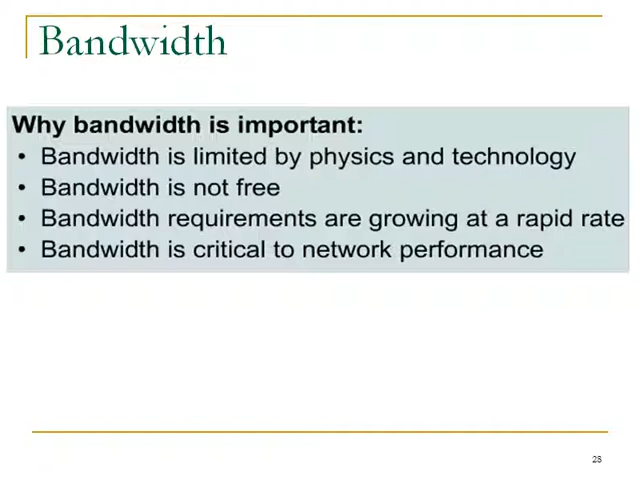 Bandwidth
Why bandwidth is important:
• Bandwidth is limited by physics and technology
• Bandwidth is not free
• Bandwidth requirements are growing at a rapid rate
• Bandwidth is critical to network performance
28